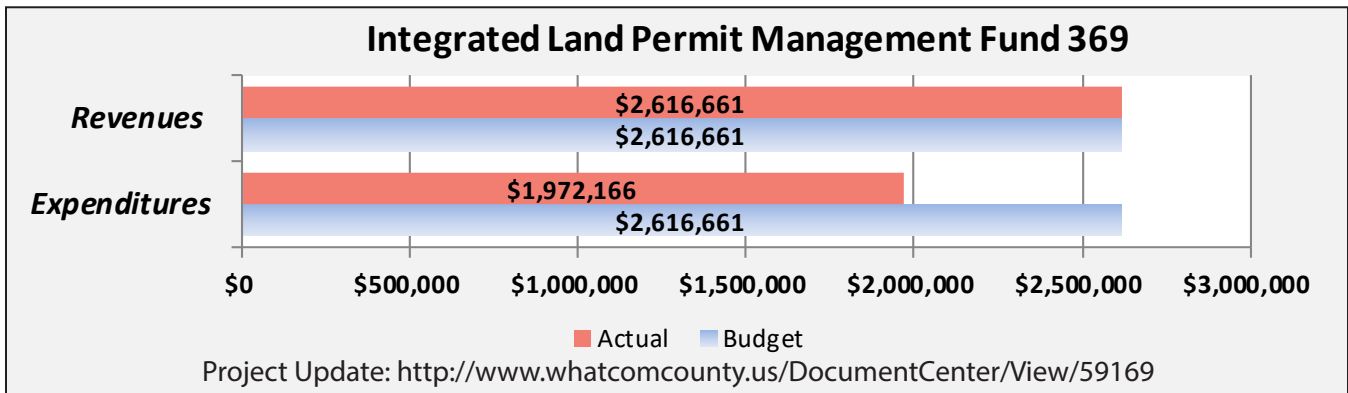 Integrated Land Permit Management Fund 369
Revenues
$2,616,661
$2,616,661
Expenditures
$1,972,166
$2,616,661
$0 $500,000 $1,000,000 $1,500,000 $2,000,000 $2,500,000 $3,000,000
Actual Budget
Project Update: http://www.whatcomcounty.us/DocumentCenter/View/59169